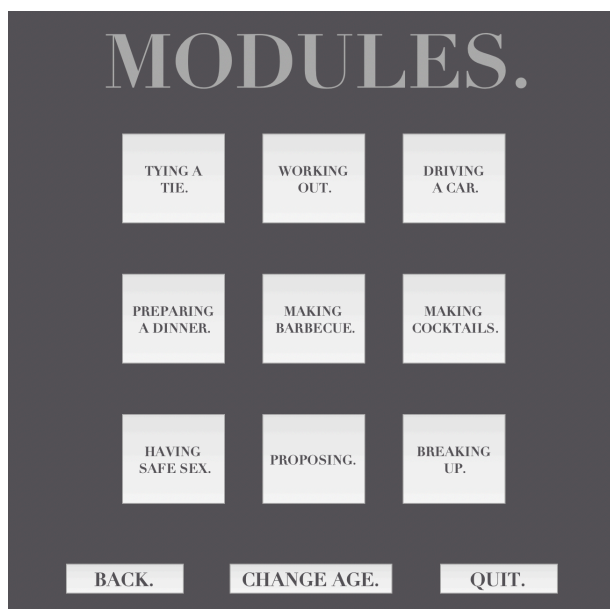 MODULES.
TYING A
TIE.
WORKING
OUT.
DRIVING
A CAR.
PREPARING
A DINNER.
MAKING
BARBECUE.
MAKING
COCKTAILS.
HAVING
SAFE SEX.
PROPOSING.
BREAKING
UP.
BACK.
CHANGE AGE.
QUIT.